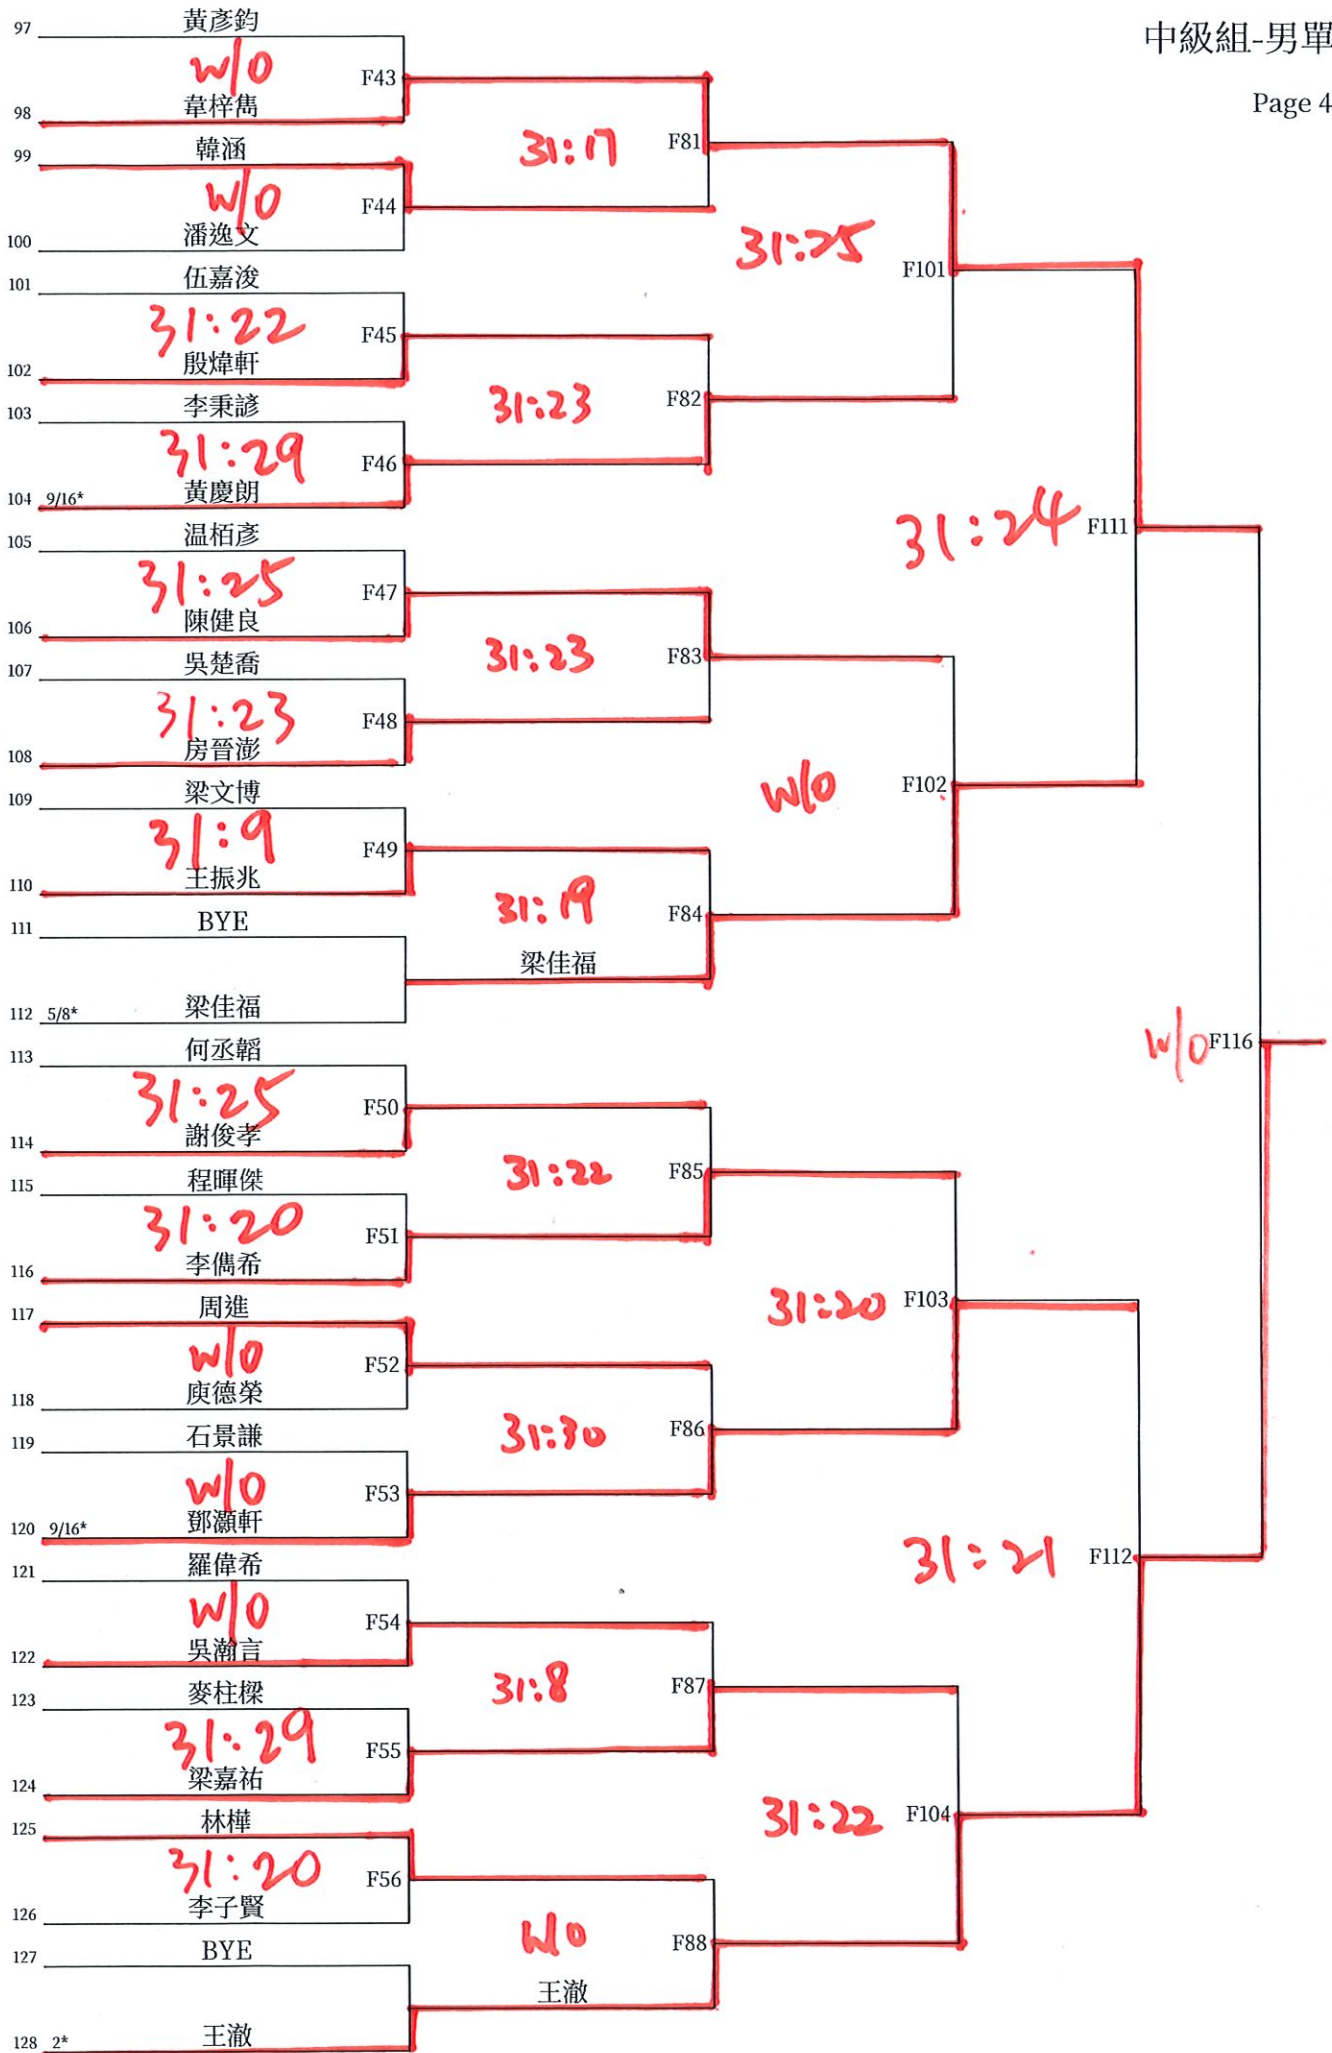 中級組-男單
Page 4
97 黃彥鈞
W/O F43
98 韋梓雋
31:17 F81
99 韓涵
W/O F44
100 潘逸文
31:25 F101
101 伍嘉浚
31:22 F45
102 殷煒軒
31:23 F82
103 李秉諺
31:29 F46
104 9/16* 黃慶朗
31:24 F111
105 温栢彥
31:25 F47
106 陳健良
31:23 F83
107 吳楚喬
31:23 F48
108 房晉澎
W/O F102
109 梁文博
31:9 F49
110 王振兆
31:19 F84
111 BYE
梁佳福
112 5/8* 梁佳福
W/O F116
113 何丞韜
31:25 F50
114 謝俊孝
31:22 F85
115 程暉傑
31:20 F51
116 李儁希
31:20 F103
117 周進
W/O F52
118 庾德榮
31:30 F86
119 石景謙
W/O F53
120 9/16* 鄧灝軒
31:21 F112
121 羅偉希
W/O F54
122 吳瀚言
31:8 F87
123 麥柱樑
31:29 F55
124 梁嘉祐
31:22 F104
125 林樺
31:20 F56
126 李子賢
W/O F88
127 BYE
王澈
128 2* 王澈